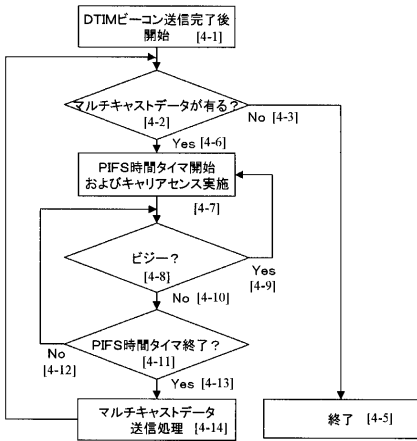 DTIMビーコン送信完了後
開始 [4-1]
マルチキャストデータが有る?
[4-2]
No [4-3]
Yes [4-6]
PIFS時間タイマ開始
およびキャリアセンス実施
[4-7]
ビジー?
[4-8]
Yes
[4-9]
No [4-10]
PIFS時間タイマ終了?
[4-11]
No
[4-12]
Yes [4-13]
マルチキャストデータ
送信処理 [4-14]
終了 [4-5]